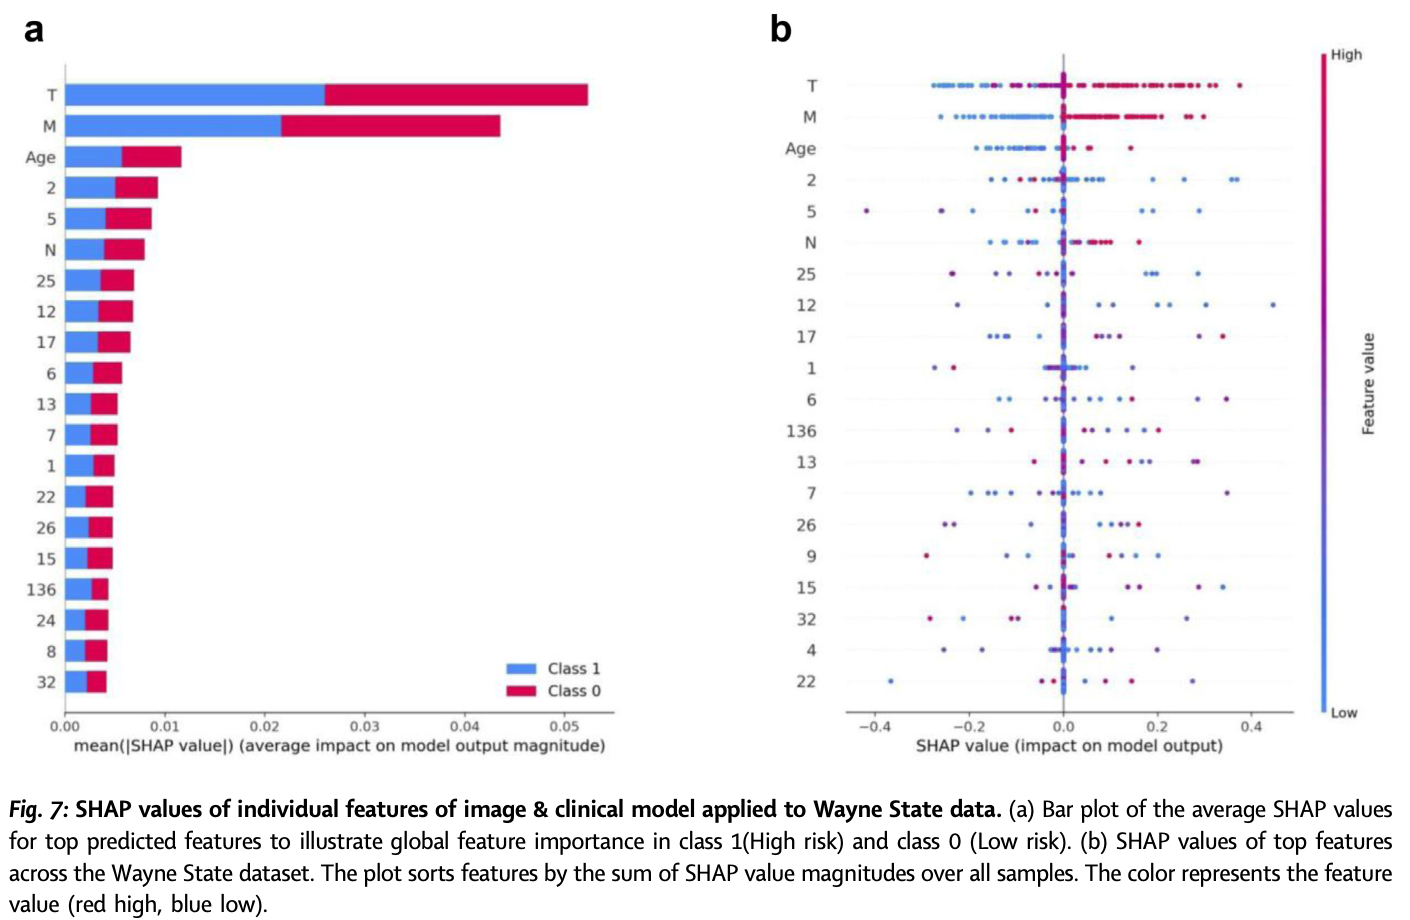 a
T
M
Age
2
5
N
25
12
17
6
13
7
1
22
26
15
136
24
8
32
Class 1
Class 0
0.00 0.01 0.02 0.03 0.04 0.05
mean(|SHAP value|) (average impact on model output magnitude)
b
T
M
Age
2
5
N
25
12
17
1
6
136
13
7
26
9
15
32
4
22
−0.4 −0.2 0.0 0.2 0.4
SHAP value (impact on model output)
High
Feature value
Low
Fig. 7: SHAP values of individual features of image & clinical model applied to Wayne State data. (a) Bar plot of the average SHAP values
for top predicted features to illustrate global feature importance in class 1(High risk) and class 0 (Low risk). (b) SHAP values of top features
across the Wayne State dataset. The plot sorts features by the sum of SHAP value magnitudes over all samples. The color represents the feature
value (red high, blue low).